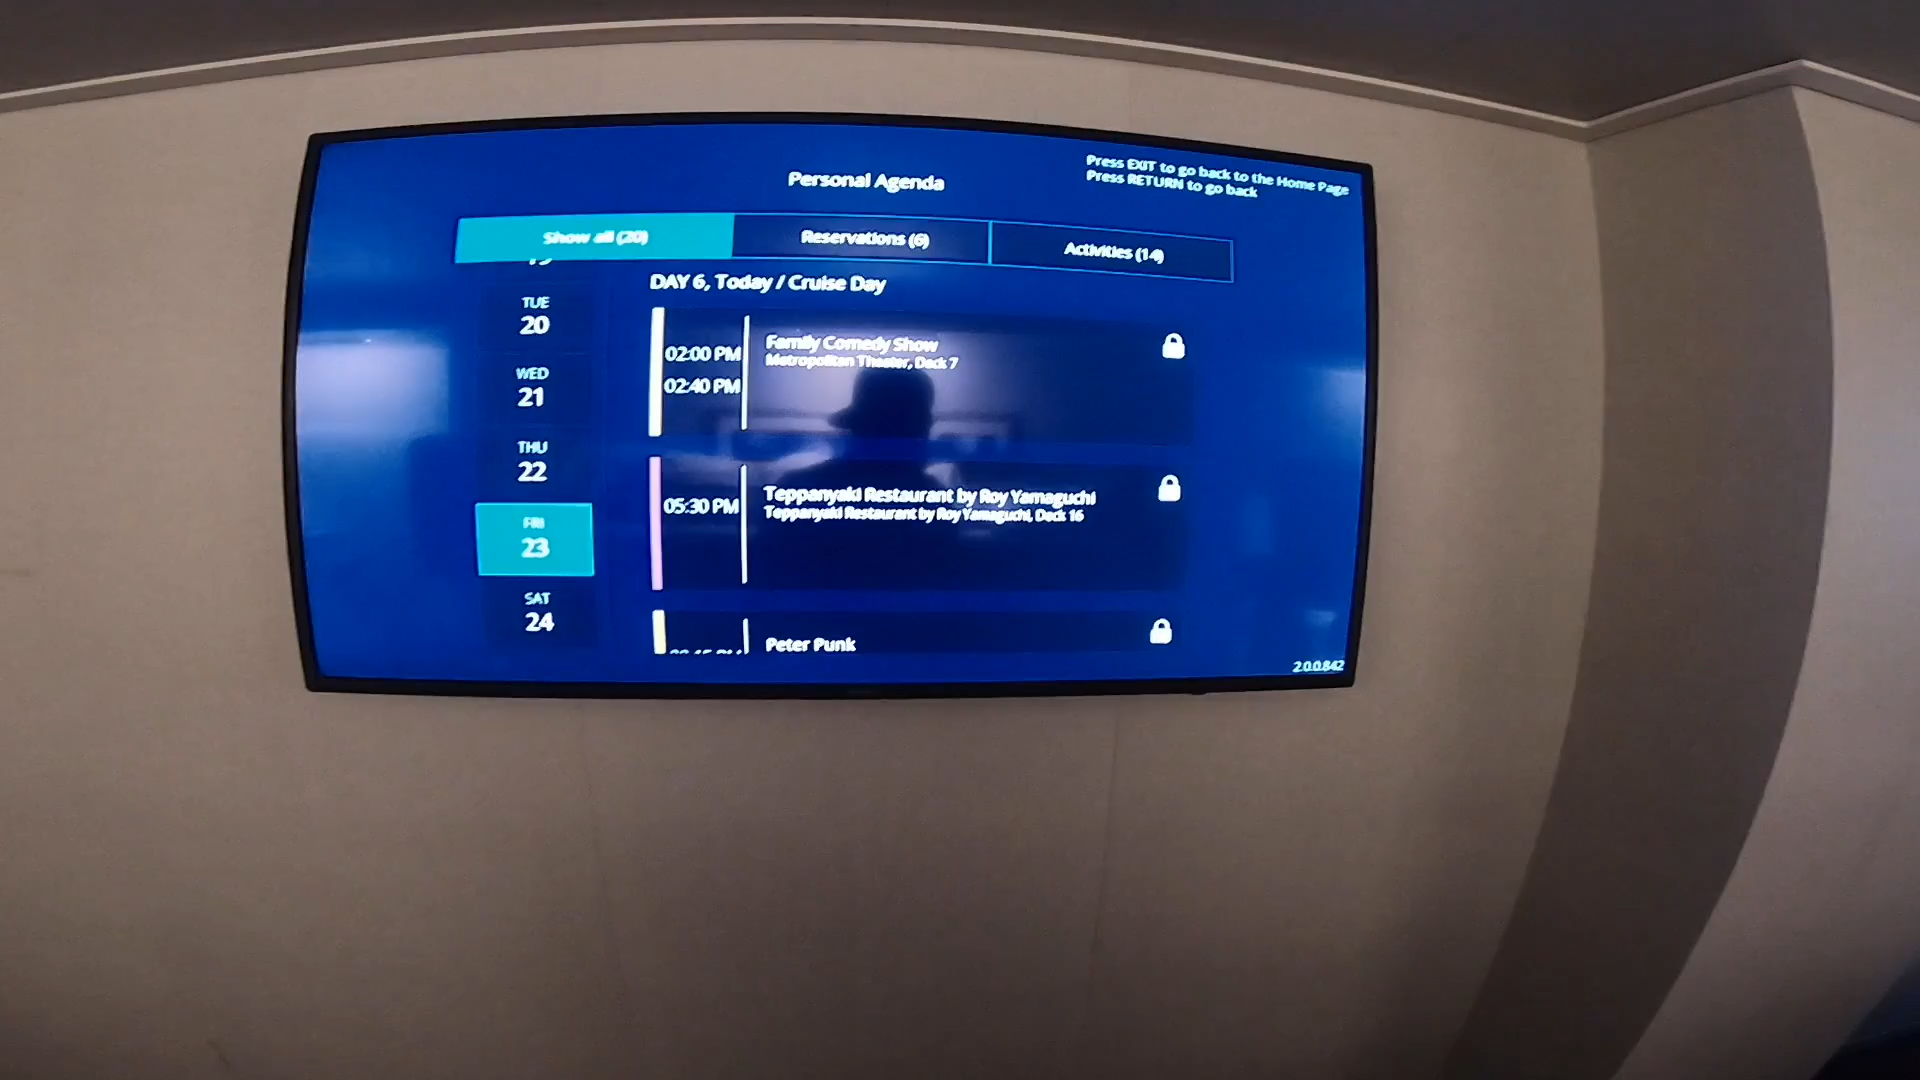 Press EXIT to go back to the Home Page
Press RETURN to go back
Personal Agenda
Show all (20)
Reservations (6)
Activities (14)
19
TUE
20
WED
21
THU
22
FRI
23
SAT
24
DAY 6, Today / Cruise Day
02:00 PM
02:40 PM
Family Comedy Show
Metropolitan Theater, Deck 7
05:30 PM
Teppanyaki Restaurant by Roy Yamaguchi
Teppanyaki Restaurant by Roy Yamaguchi, Deck 16
Peter Punk
2.0.0.842